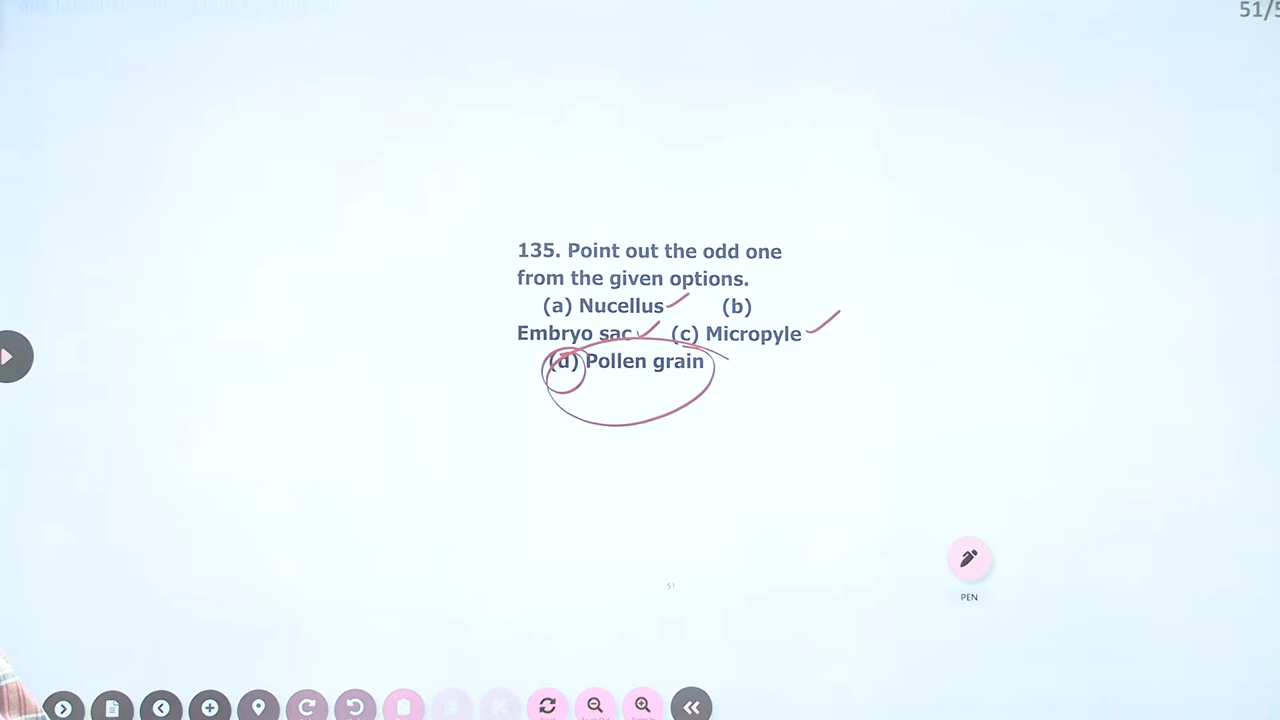 51/5
135. Point out the odd one
from the given options.
(a) Nucellus (b)
Embryo sac (c) Micropyle
(d) Pollen grain
51
PEN